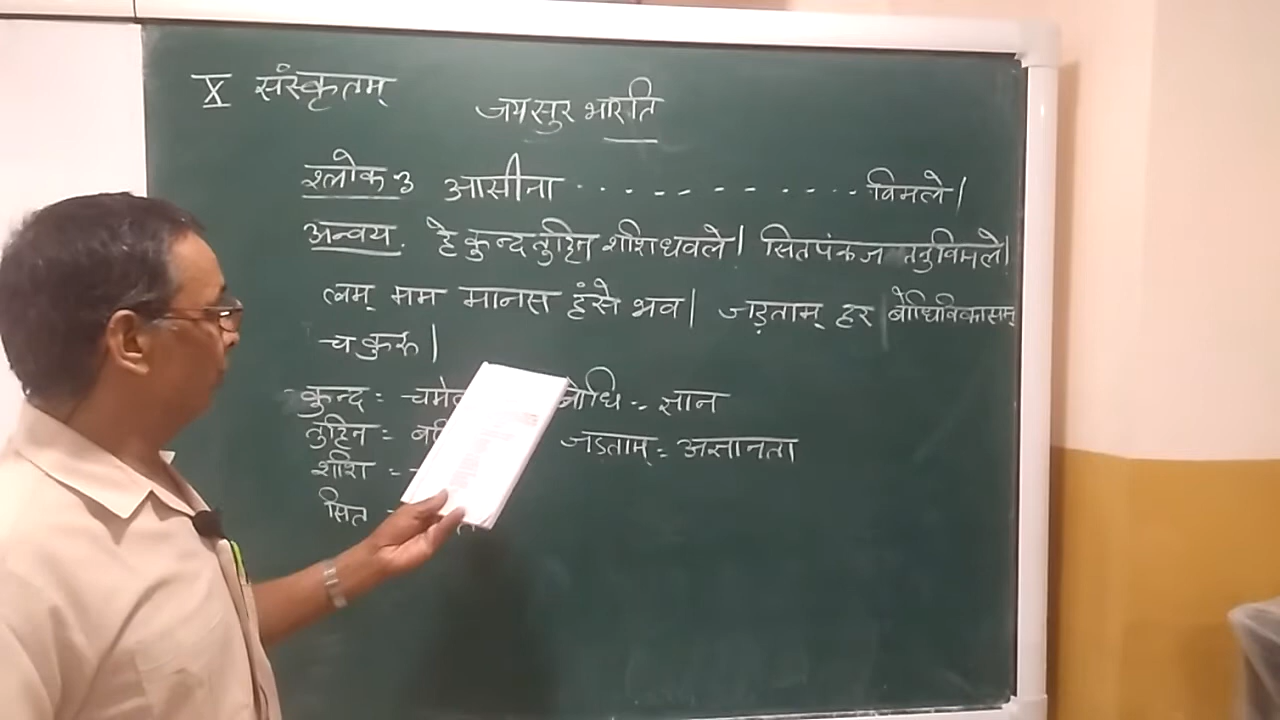 X संस्कृतम्
जयसुर भारति
श्लोक 3 आसीना ............ विमले।
अन्वय. हे कुन्द तुहिन शशिधवले। सितपंकज तनुविमले।
त्वम् मम मानस हंसे भव। जड़ताम् हर बोधिविकासम्
च कुरु।
कुन्द = बोधि - ज्ञान
तुहिन = जड़ताम् = अज्ञानता
शशि =
सित